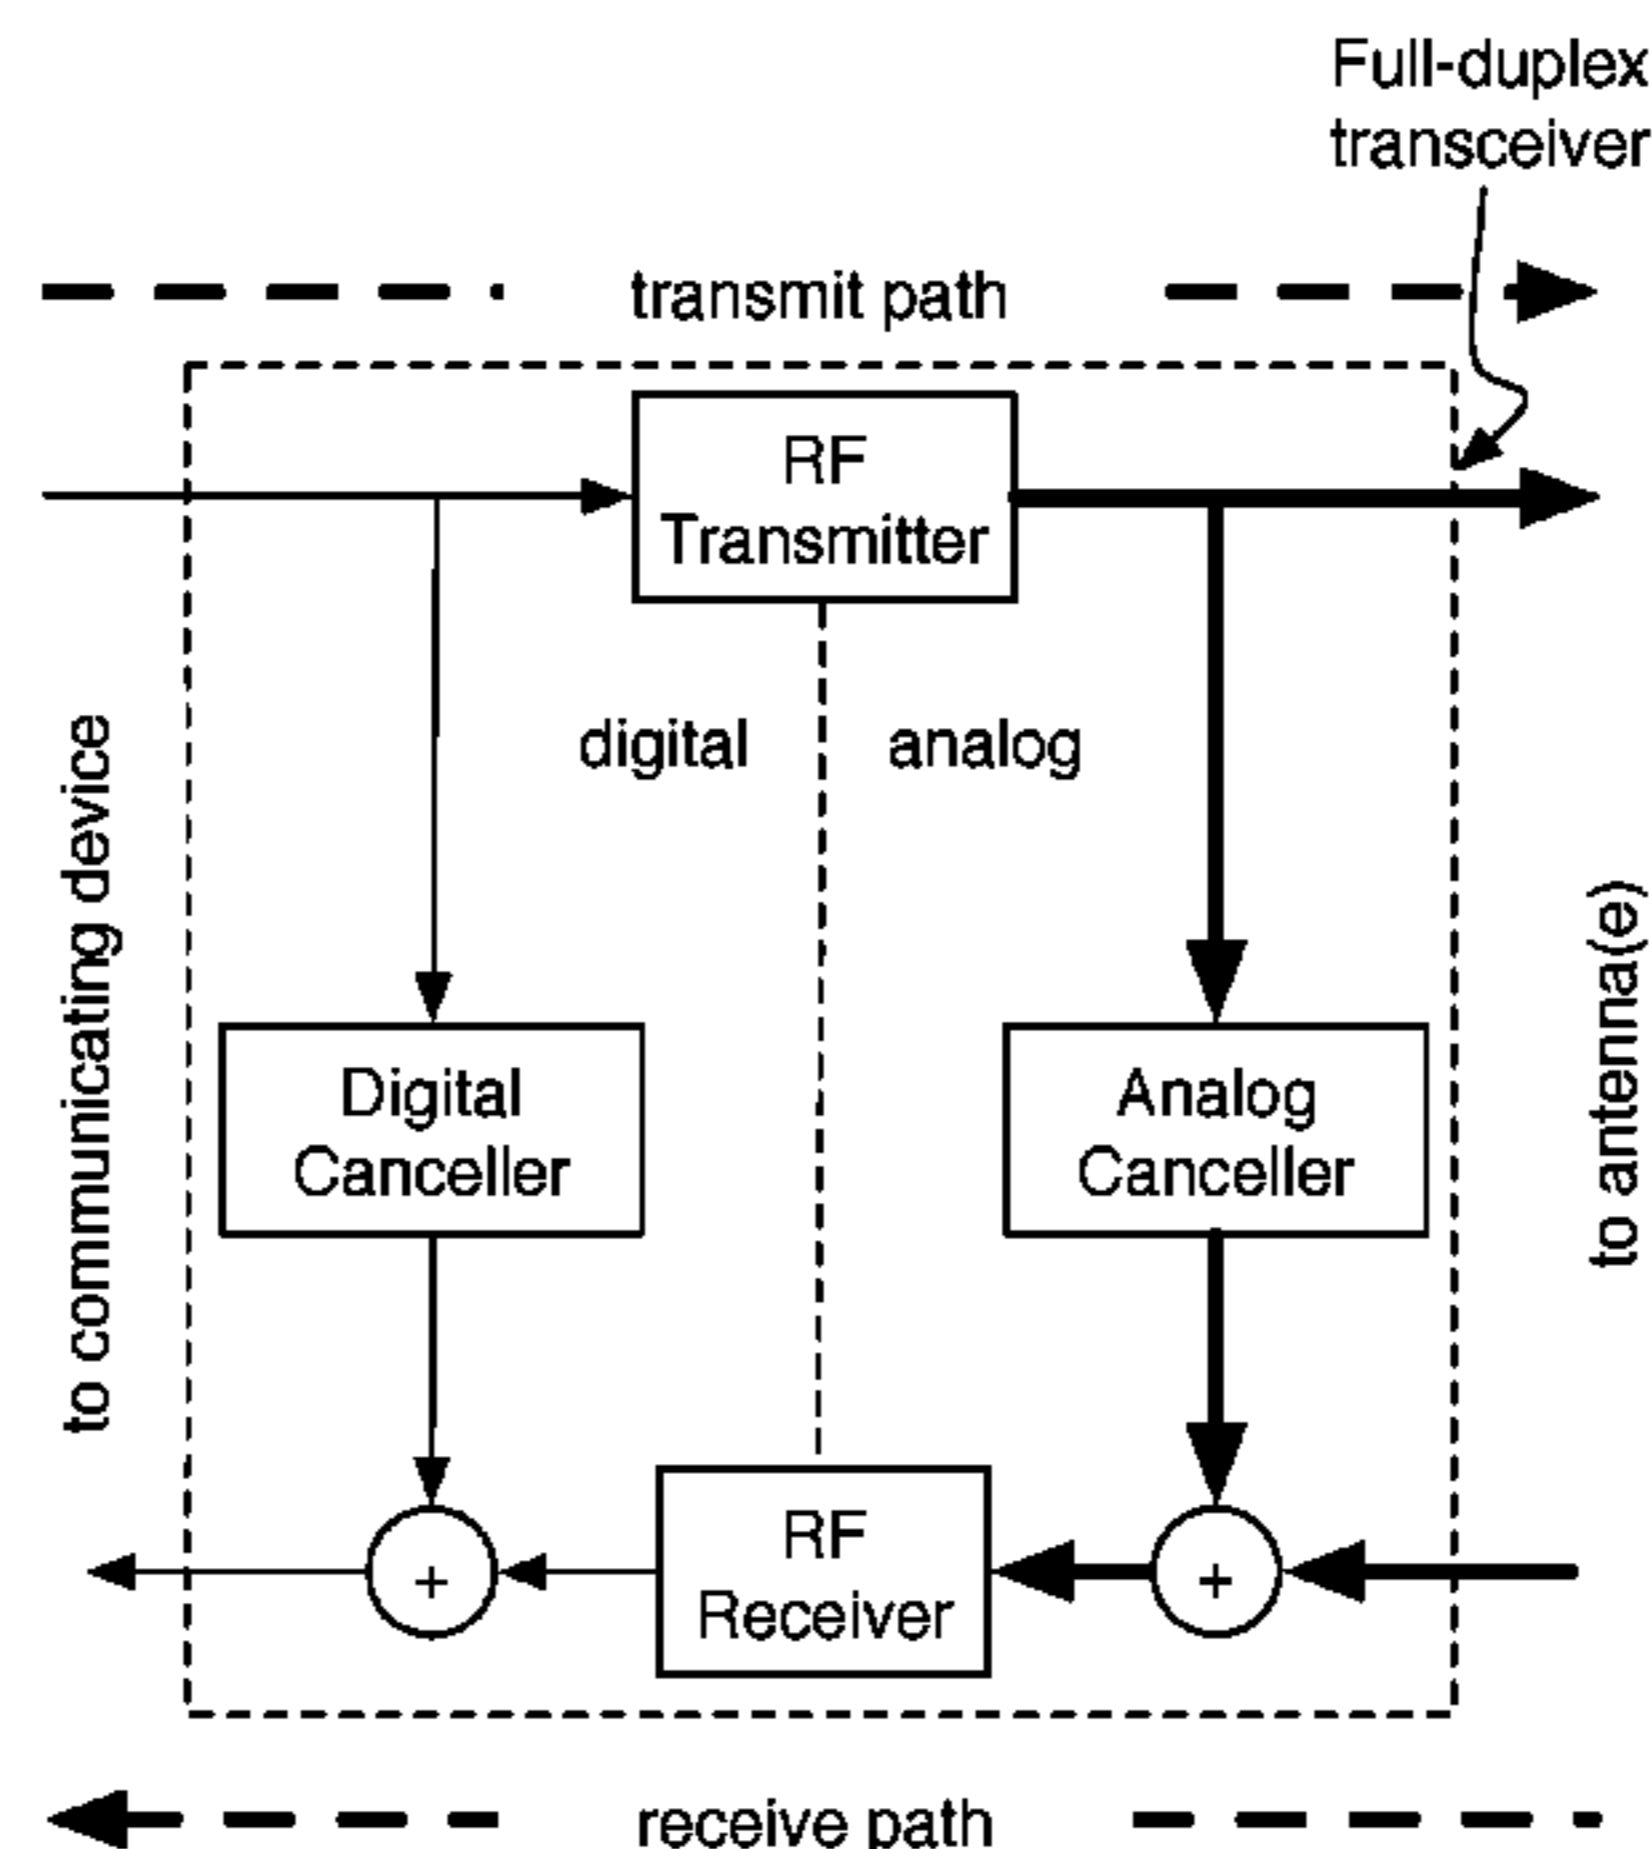 Full-duplex
transceiver
transmit path
RF
Transmitter
digital
analog
to communicating device
to antenna(e)
Digital
Canceller
Analog
Canceller
RF
Receiver
+
+
receive path